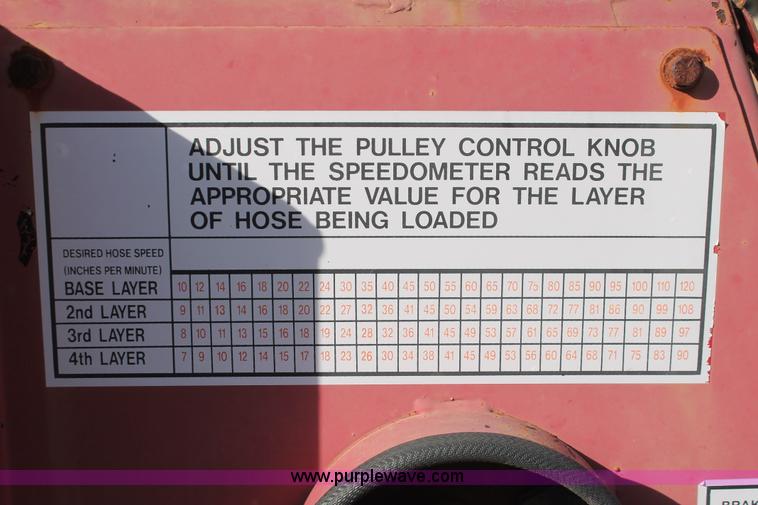 ADJUST THE PULLEY CONTROL KNOB
UNTIL THE SPEEDOMETER READS THE
APPROPRIATE VALUE FOR THE LAYER
OF HOSE BEING LOADED
DESIRED HOSE SPEED
(INCHES PER MINUTE)
BASE LAYER 10 12 14 16 18 20 22 24 30 35 40 45 50 55 60 65 70 75 80 85 90 95 100 110 120
2nd LAYER 9 11 13 14 16 18 20 22 27 32 36 41 45 50 54 59 63 68 72 77 81 86 90 99 108
3rd LAYER 8 10 11 13 15 16 18 19 24 28 32 36 41 45 49 53 57 61 65 69 73 77 81 89 97
4th LAYER 7 9 10 12 14 15 17 18 23 26 30 34 38 41 45 49 53 56 60 64 68 71 75 83 90
www.purplewave.com